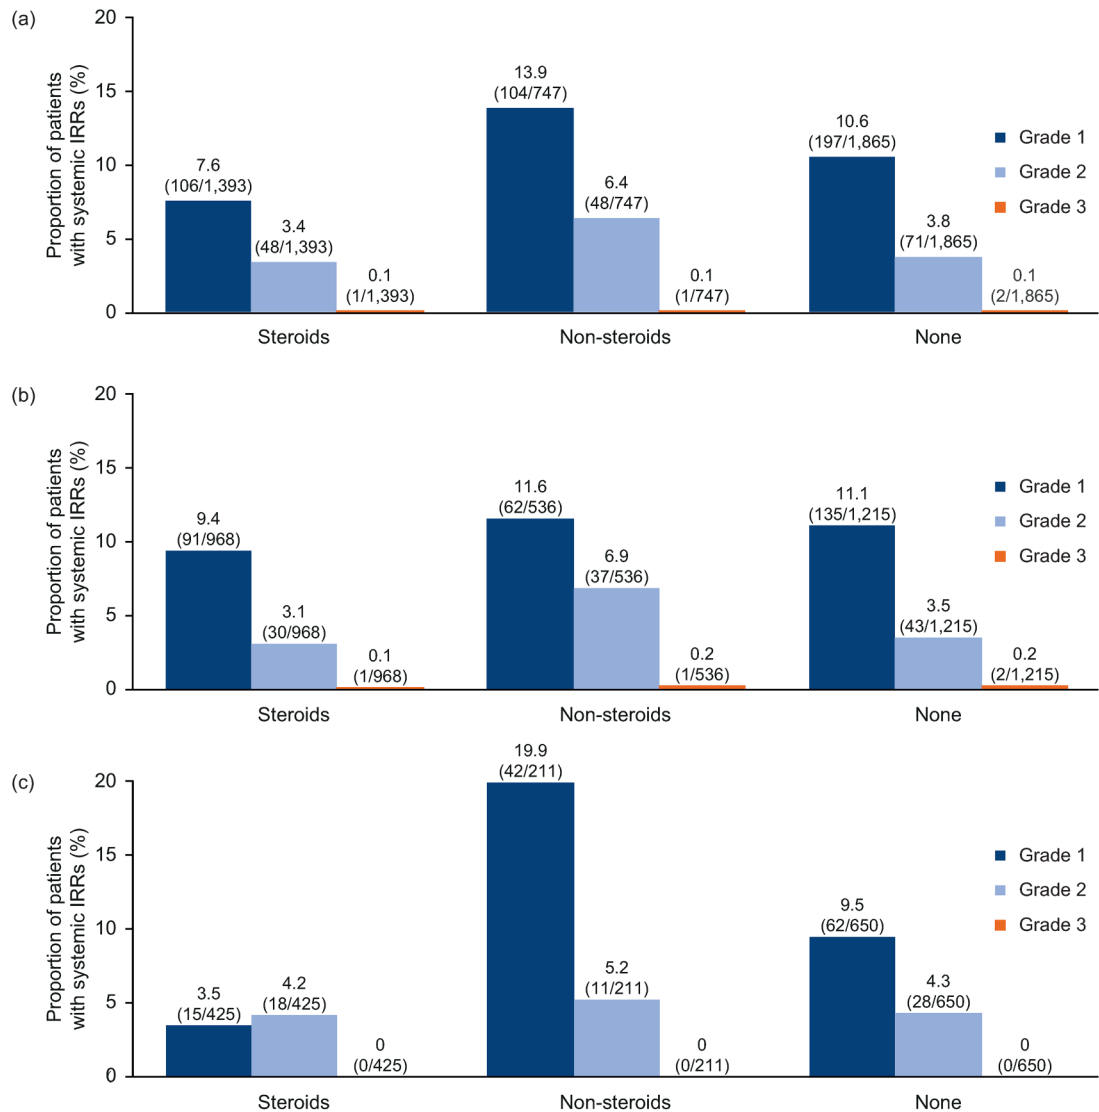 (a)
Proportion of patients
with systemic IRRs (%)
20
15
10
5
0
7.6
(106/1,393)
3.4
(48/1,393)
0.1
(1/1,393)
13.9
(104/747)
6.4
(48/747)
0.1
(1/747)
10.6
(197/1,865)
3.8
(71/1,865)
0.1
(2/1,865)
Grade 1
Grade 2
Grade 3
Steroids
Non-steroids
None
(b)
Proportion of patients
with systemic IRRs (%)
20
15
10
5
0
9.4
(91/968)
3.1
(30/968)
0.1
(1/968)
11.6
(62/536)
6.9
(37/536)
0.2
(1/536)
11.1
(135/1,215)
3.5
(43/1,215)
0.2
(2/1,215)
Grade 1
Grade 2
Grade 3
Steroids
Non-steroids
None
(c)
Proportion of patients
with systemic IRRs (%)
20
15
10
5
0
3.5
(15/425)
4.2
(18/425)
0
(0/425)
19.9
(42/211)
5.2
(11/211)
0
(0/211)
9.5
(62/650)
4.3
(28/650)
0
(0/650)
Grade 1
Grade 2
Grade 3
Steroids
Non-steroids
None